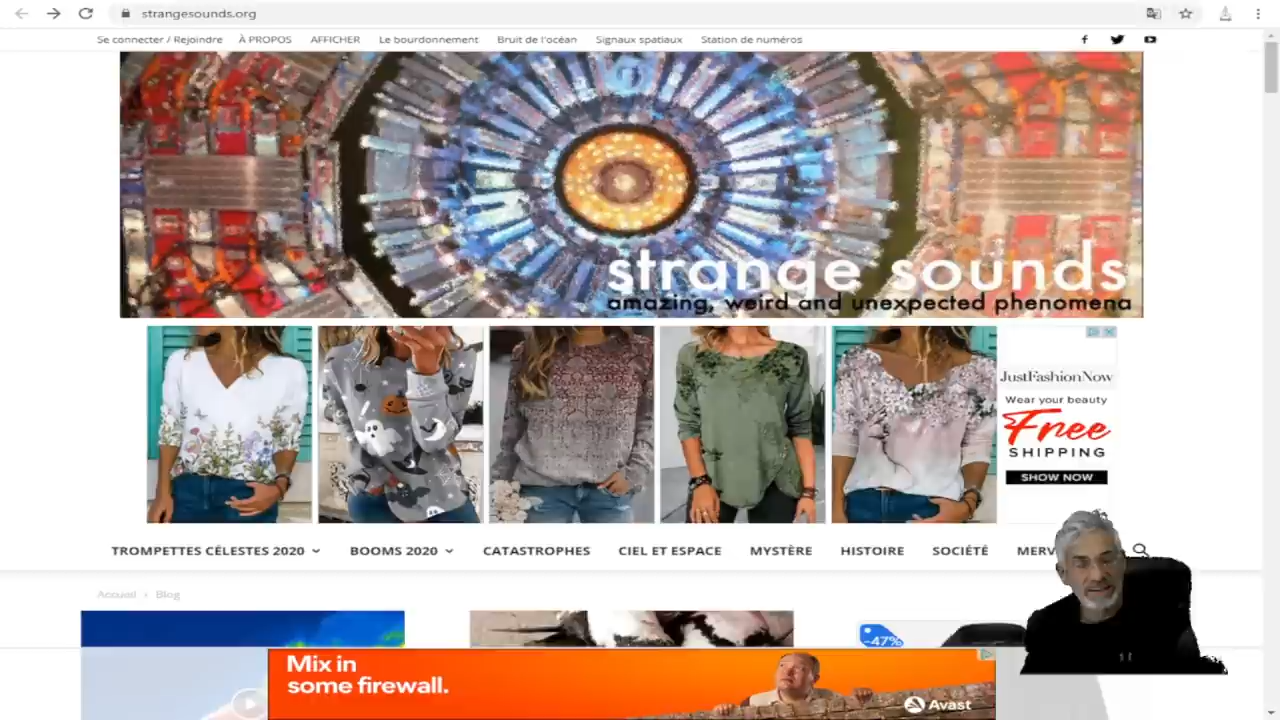 strangesounds.org
Se connecter / Rejoindre À PROPOS AFFICHER Le bourdonnement Bruit de l'océan Signaux spatiaux Station de numéros
strange sounds
amazing, weird and unexpected phenomena
JUSTFASHIONNOW
Wear your beauty
Free
SHIPPING
SHOW NOW
TROMPETTES CÉLESTES 2020 BOOMS 2020 CATASTROPHES CIEL ET ESPACE MYSTÈRE HISTOIRE SOCIÉTÉ
Accueil › Blog
-47%
Mix in
some firewall.
Avast